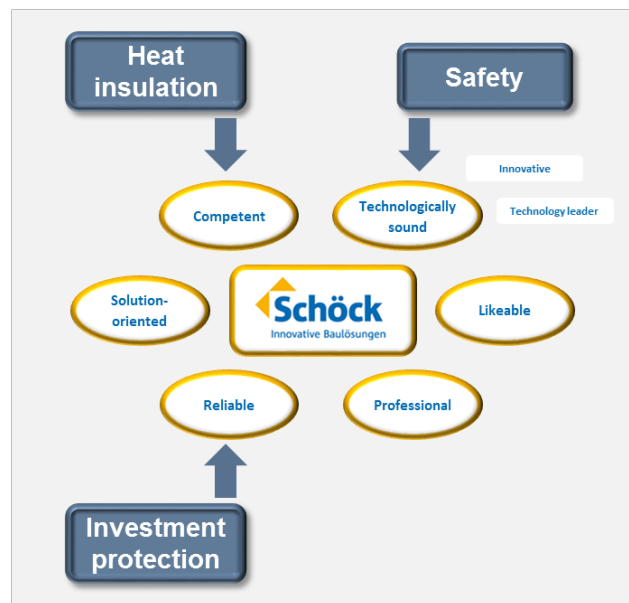 Heat
insulation
Safety
Innovative
Competent
Technologically
sound
Technology leader
Solution-
oriented
Schöck
Innovative Baulösungen
Likeable
Reliable
Professional
Investment
protection